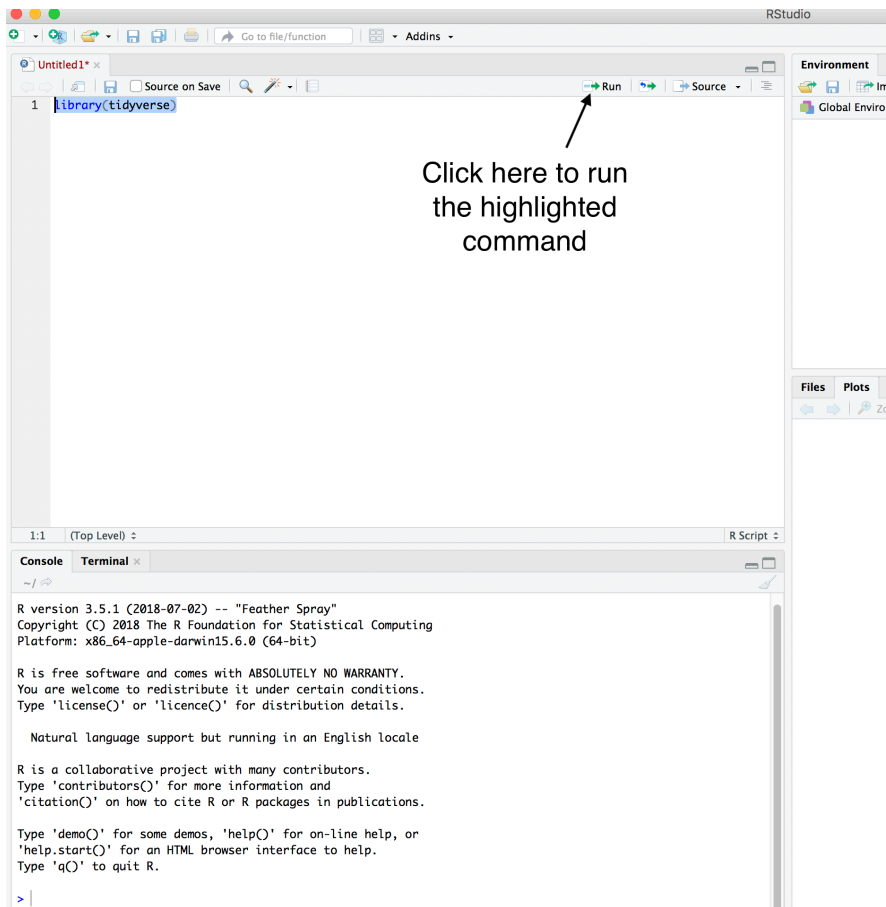 RStudio
Go to file/function
Addins
Untitled1*
Source on Save
Run
Source
1 library(tidyverse)
Click here to run
the highlighted
command
1:1 (Top Level)
R Script
Console Terminal
~/
R version 3.5.1 (2018-07-02) -- "Feather Spray"
Copyright (C) 2018 The R Foundation for Statistical Computing
Platform: x86_64-apple-darwin15.6.0 (64-bit)
R is free software and comes with ABSOLUTELY NO WARRANTY.
You are welcome to redistribute it under certain conditions.
Type 'license()' or 'licence()' for distribution details.
Natural language support but running in an English locale
R is a collaborative project with many contributors.
Type 'contributors()' for more information and
'citation()' on how to cite R or R packages in publications.
Type 'demo()' for some demos, 'help()' for on-line help, or
'help.start()' for an HTML browser interface to help.
Type 'q()' to quit R.
>
Environment
Im
Global Enviro
Files Plots
Zo